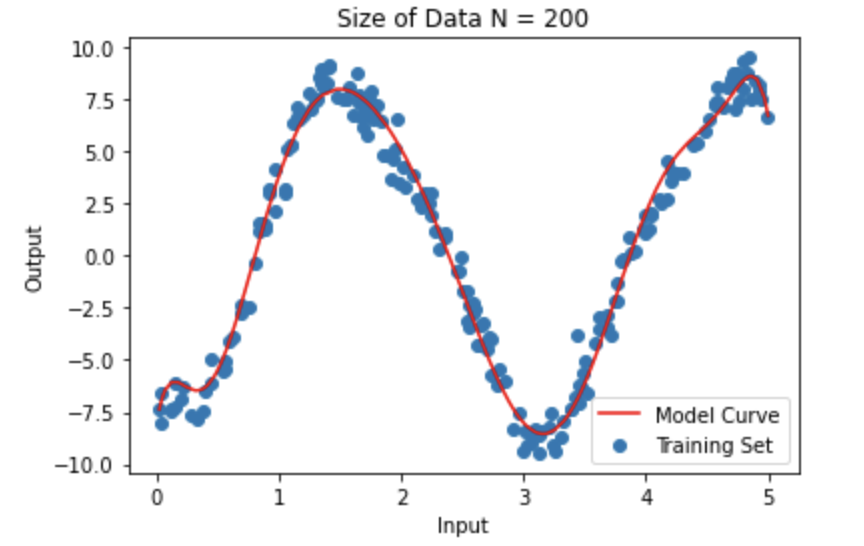 Size of Data N = 200
10.0
7.5
5.0
2.5
0.0
−2.5
−5.0
−7.5
−10.0
Output
Model Curve
Training Set
0 1 2 3 4 5
Input